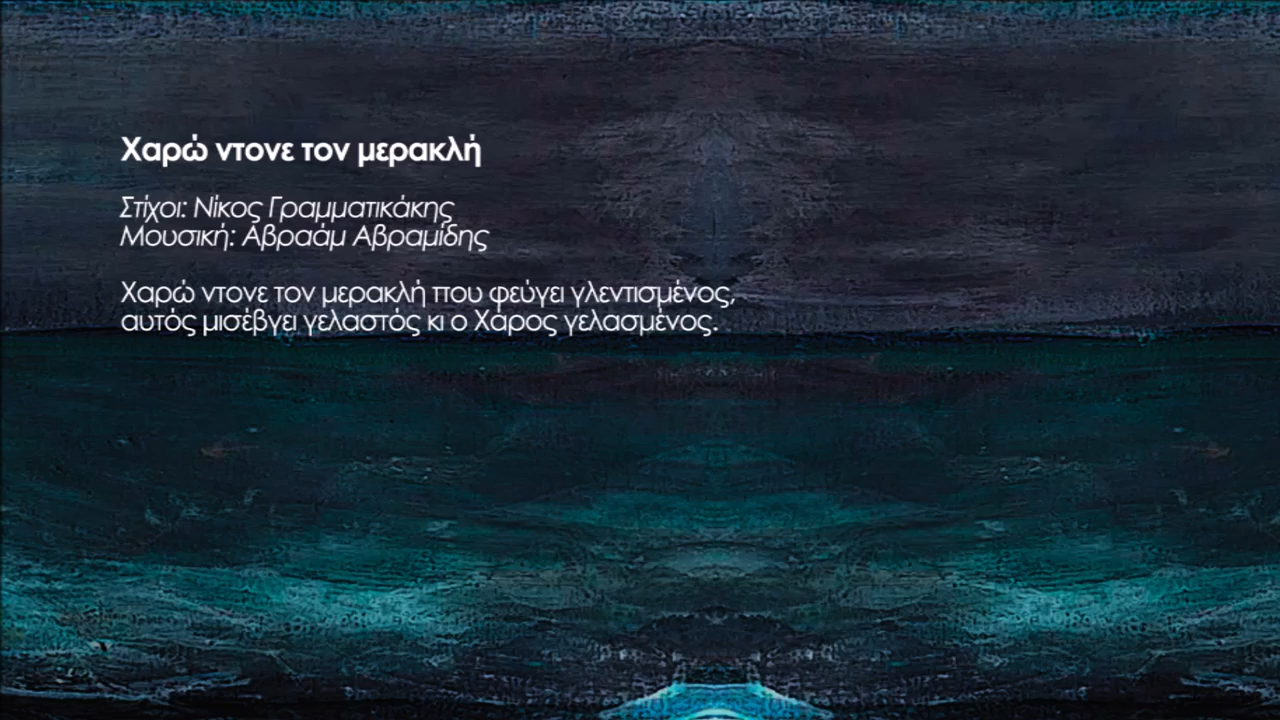 Χαρώ ντονε τον μερακλή
Στίχοι: Νίκος Γραμματικάκης
Μουσική: Αβραάμ Αβραμίδης
Χαρώ ντονε τον μερακλή που φεύγει γλεντισμένος,
αυτός μισέβγει γελαστός κι ο Χάρος γελασμένος.